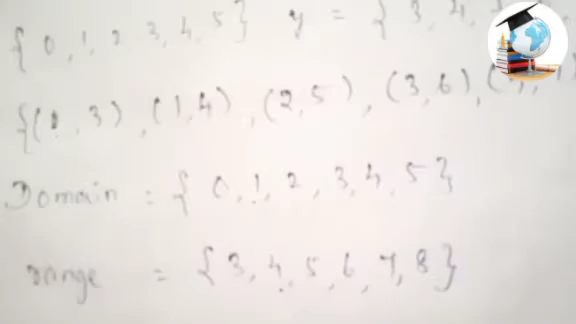 { 0, 1, 2, 3, 4, 5 } y = { 3, 4,
{( , 3), (1, 4), (2, 5), (3, 6), (
Domain = { 0, 1, 2, 3, 4, 5 }
range = { 3, 4, 5, 6, 7, 8 }